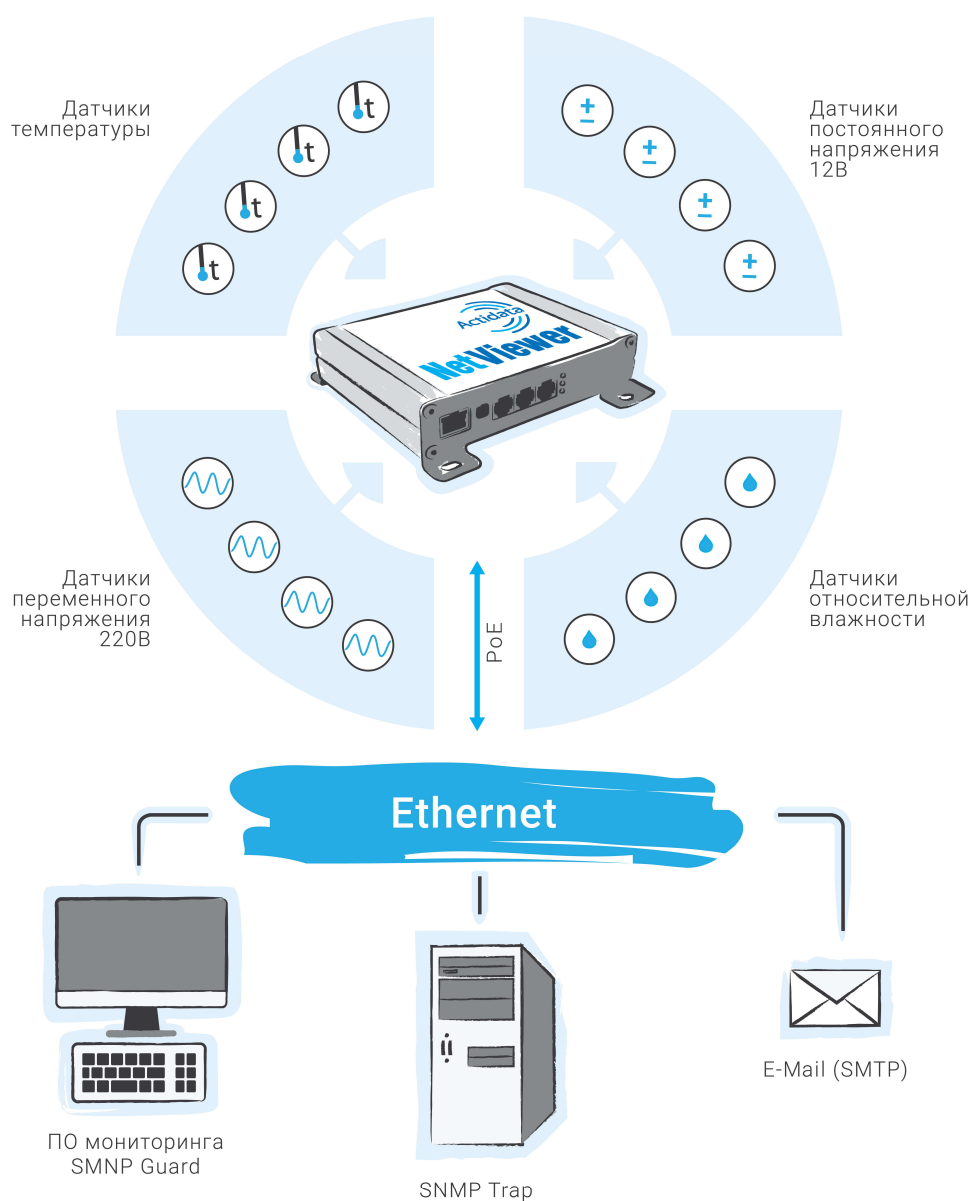 Датчики
температуры
Датчики
постоянного
напряжения
12В
t
t
t
t
Actidata
NetViewer
Датчики
переменного
напряжения
220В
Датчики
относительной
влажности
PoE
Ethernet
ПО мониторинга
SMNP Guard
SNMP Trap
E-Mail (SMTP)